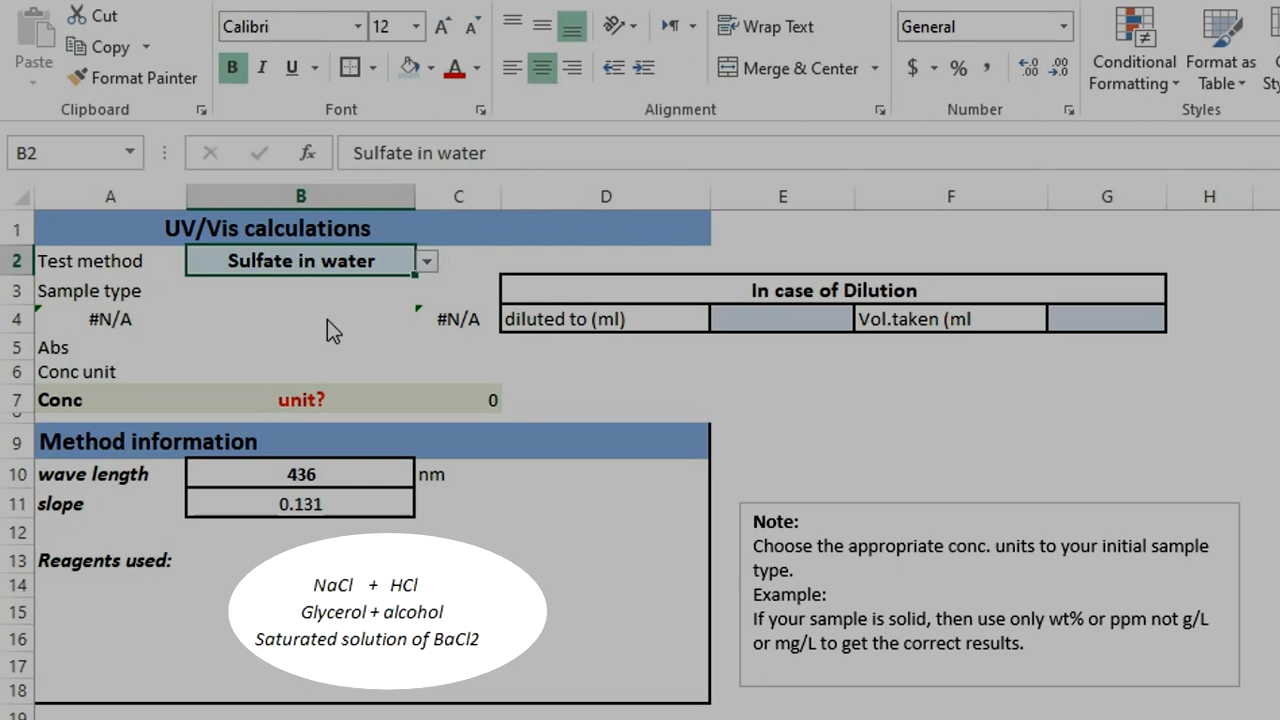 Cut
Copy
Paste
Format Painter
Clipboard
Calibri
12
B I U
Font
Wrap Text
Merge & Center
Alignment
General
$ % ,
Number
Conditional
Formatting
Format as
Table
Styles
B2
fx
Sulfate in water
A B C D E F G H
1 UV/Vis calculations
2 Test method Sulfate in water
3 Sample type In case of Dilution
4 #N/A #N/A diluted to (ml) Vol.taken (ml
5 Abs
6 Conc unit
7 Conc unit? 0
9 Method information
10 wave length 436 nm
11 slope 0.131
12
13 Reagents used:
14 NaCl + HCl
15 Glycerol + alcohol
16 Saturated solution of BaCl2
17
18
Note:
Choose the appropriate conc. units to your initial sample
type.
Example:
If your sample is solid, then use only wt% or ppm not g/L
or mg/L to get the correct results.